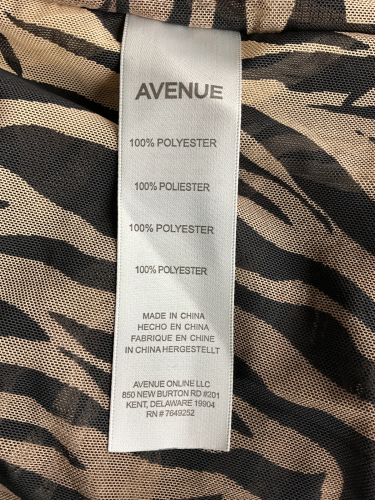 AVENUE
100% POLYESTER
100% POLIESTER
100% POLYESTER
100% POLYESTER
MADE IN CHINA
HECHO EN CHINA
FABRIQUE EN CHINE
IN CHINA HERGESTELLT
AVENUE ONLINE LLC
850 NEW BURTON RD #201
KENT, DELAWARE 19904
RN # 7649252